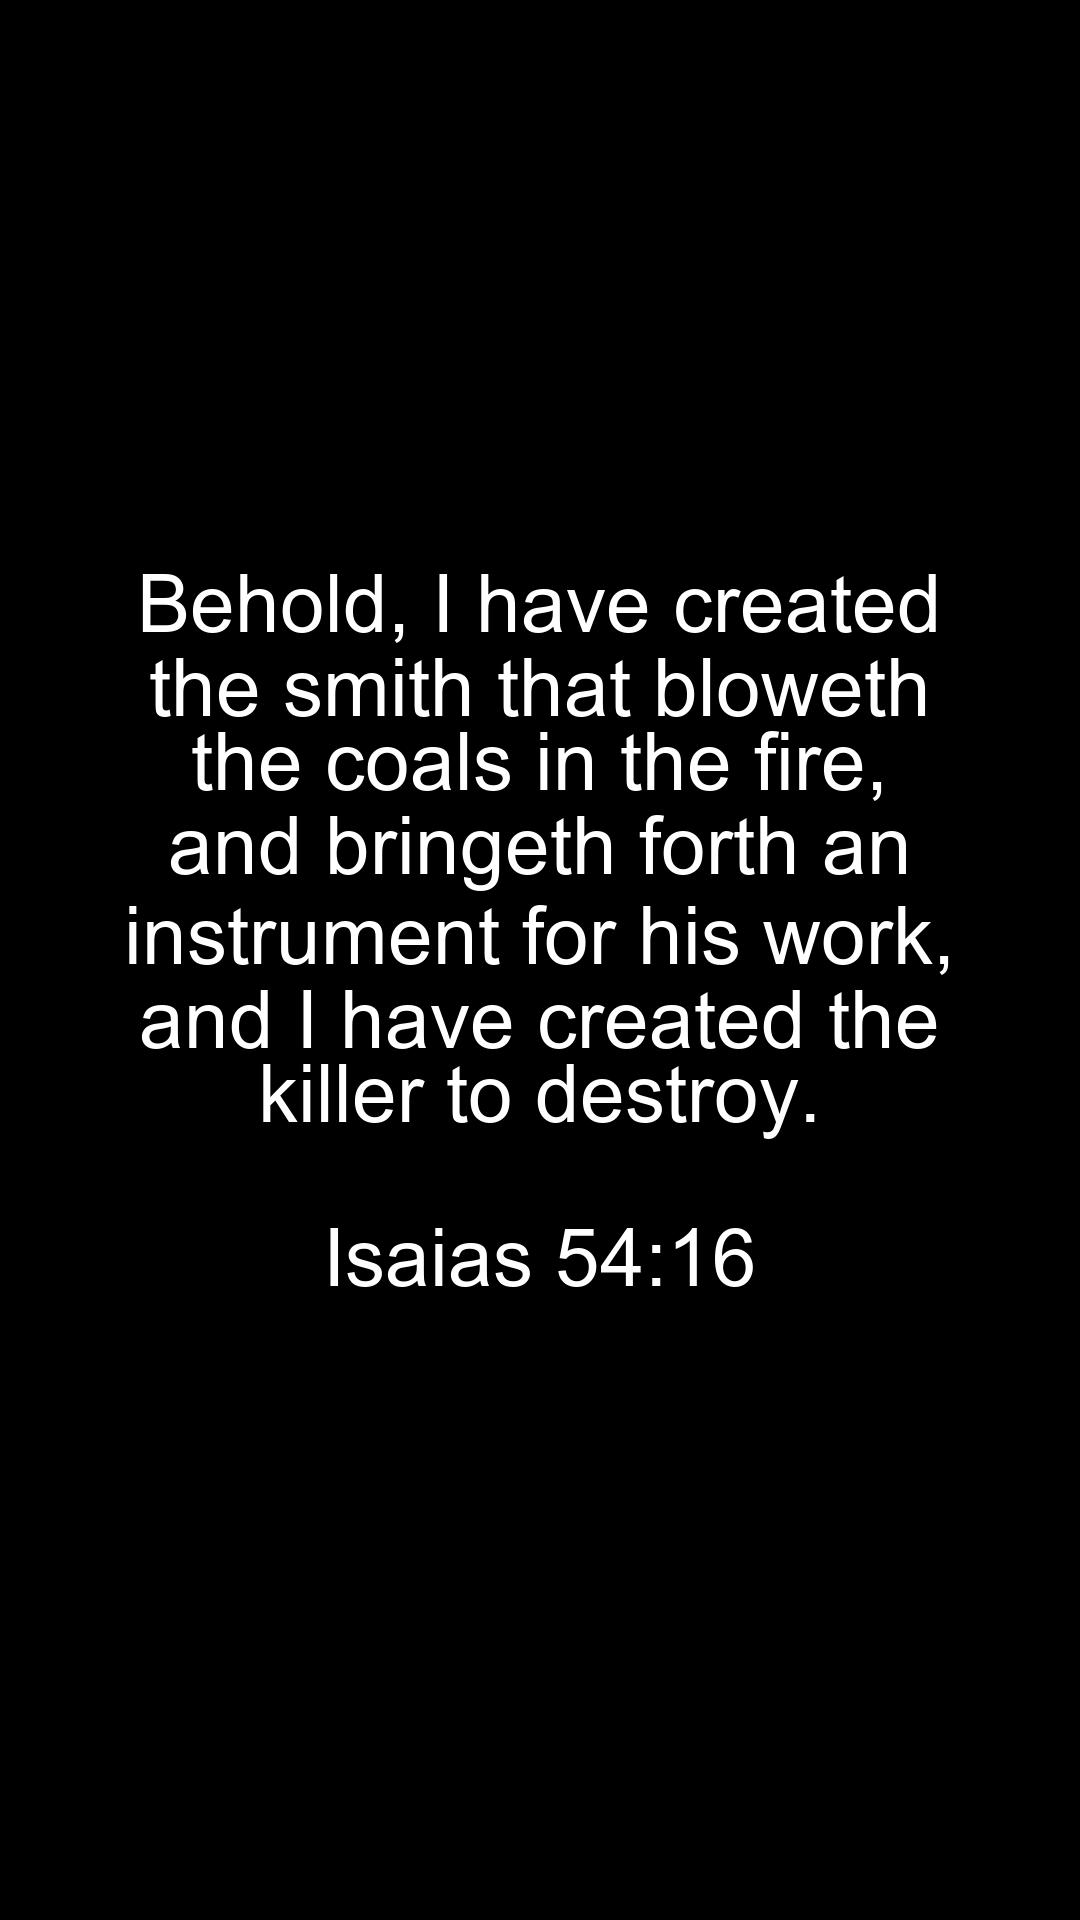 Behold, I have created
the smith that bloweth
the coals in the fire,
and bringeth forth an
instrument for his work,
and I have created the
killer to destroy.
Isaias 54:16